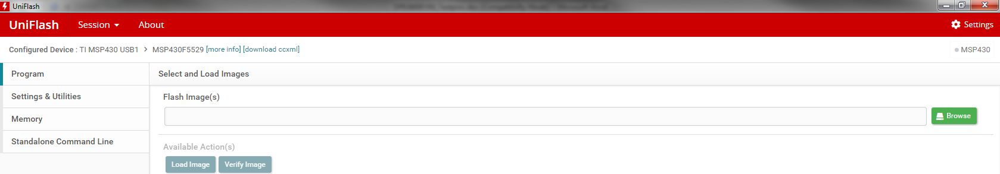 UniFlash
UniFlash Session About Settings
Configured Device : TI MSP430 USB1 > MSP430F5529 [more info] [download ccxml] MSP430
Program
Settings & Utilities
Memory
Standalone Command Line
Select and Load Images
Flash Image(s)
Browse
Available Action(s)
Load Image Verify Image